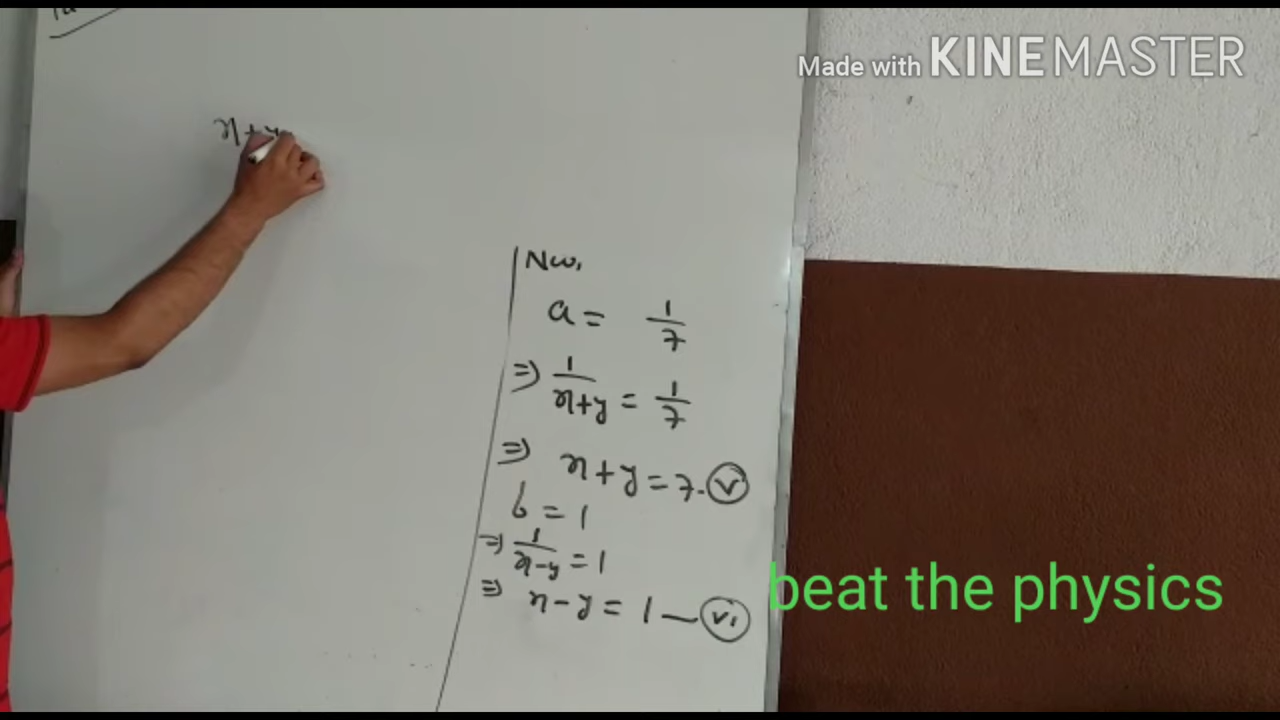 Made with KINEMASTER
x+y
Now,
a = 1/7
⇒ 1/x+y = 1/7
⇒ x+y = 7 - (V)
b = 1
⇒ 1/x-y = 1
⇒ x-y = 1 — (VI)
beat the physics